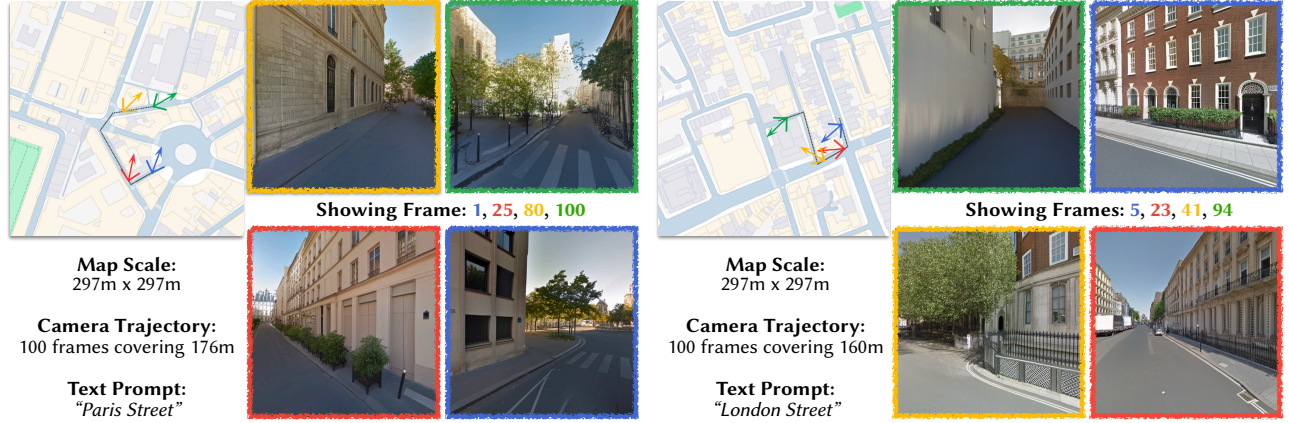 Showing Frame: 1, 25, 80, 100
Map Scale:
297m x 297m
Camera Trajectory:
100 frames covering 176m
Text Prompt:
“Paris Street”
Showing Frames: 5, 23, 41, 94
Map Scale:
297m x 297m
Camera Trajectory:
100 frames covering 160m
Text Prompt:
“London Street”